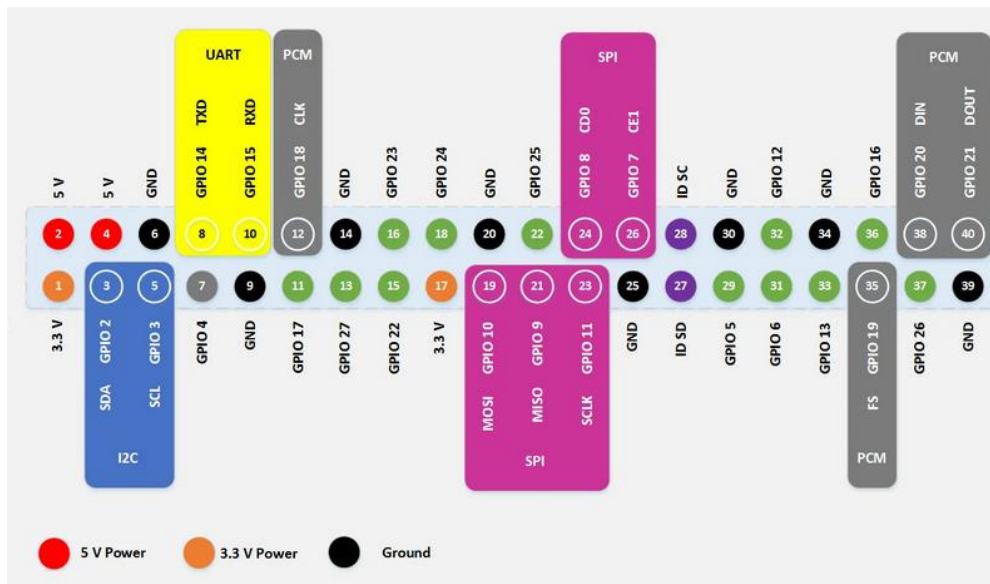 UART
PCM
SPI
PCM
TXD
RXD
CLK
CD0
CE1
DIN
DOUT
5 V
5 V
GND
GPIO 14
GPIO 15
GPIO 18
GND
GPIO 23
GPIO 24
GND
GPIO 25
GPIO 8
GPIO 7
ID SC
GND
GPIO 12
GND
GPIO 16
GPIO 20
GPIO 21
2 4 6 8 10 12 14 16 18 20 22 24 26 28 30 32 34 36 38 40
1 3 5 7 9 11 13 15 17 19 21 23 25 27 29 31 33 35 37 39
3.3 V
GPIO 2
GPIO 3
GPIO 4
GND
GPIO 17
GPIO 27
GPIO 22
3.3 V
GPIO 10
GPIO 9
GPIO 11
GND
ID SD
GPIO 5
GPIO 6
GPIO 13
GPIO 19
GPIO 26
GND
SDA
SCL
MOSI
MISO
SCLK
FS
I2C
SPI
PCM
5 V Power
3.3 V Power
Ground